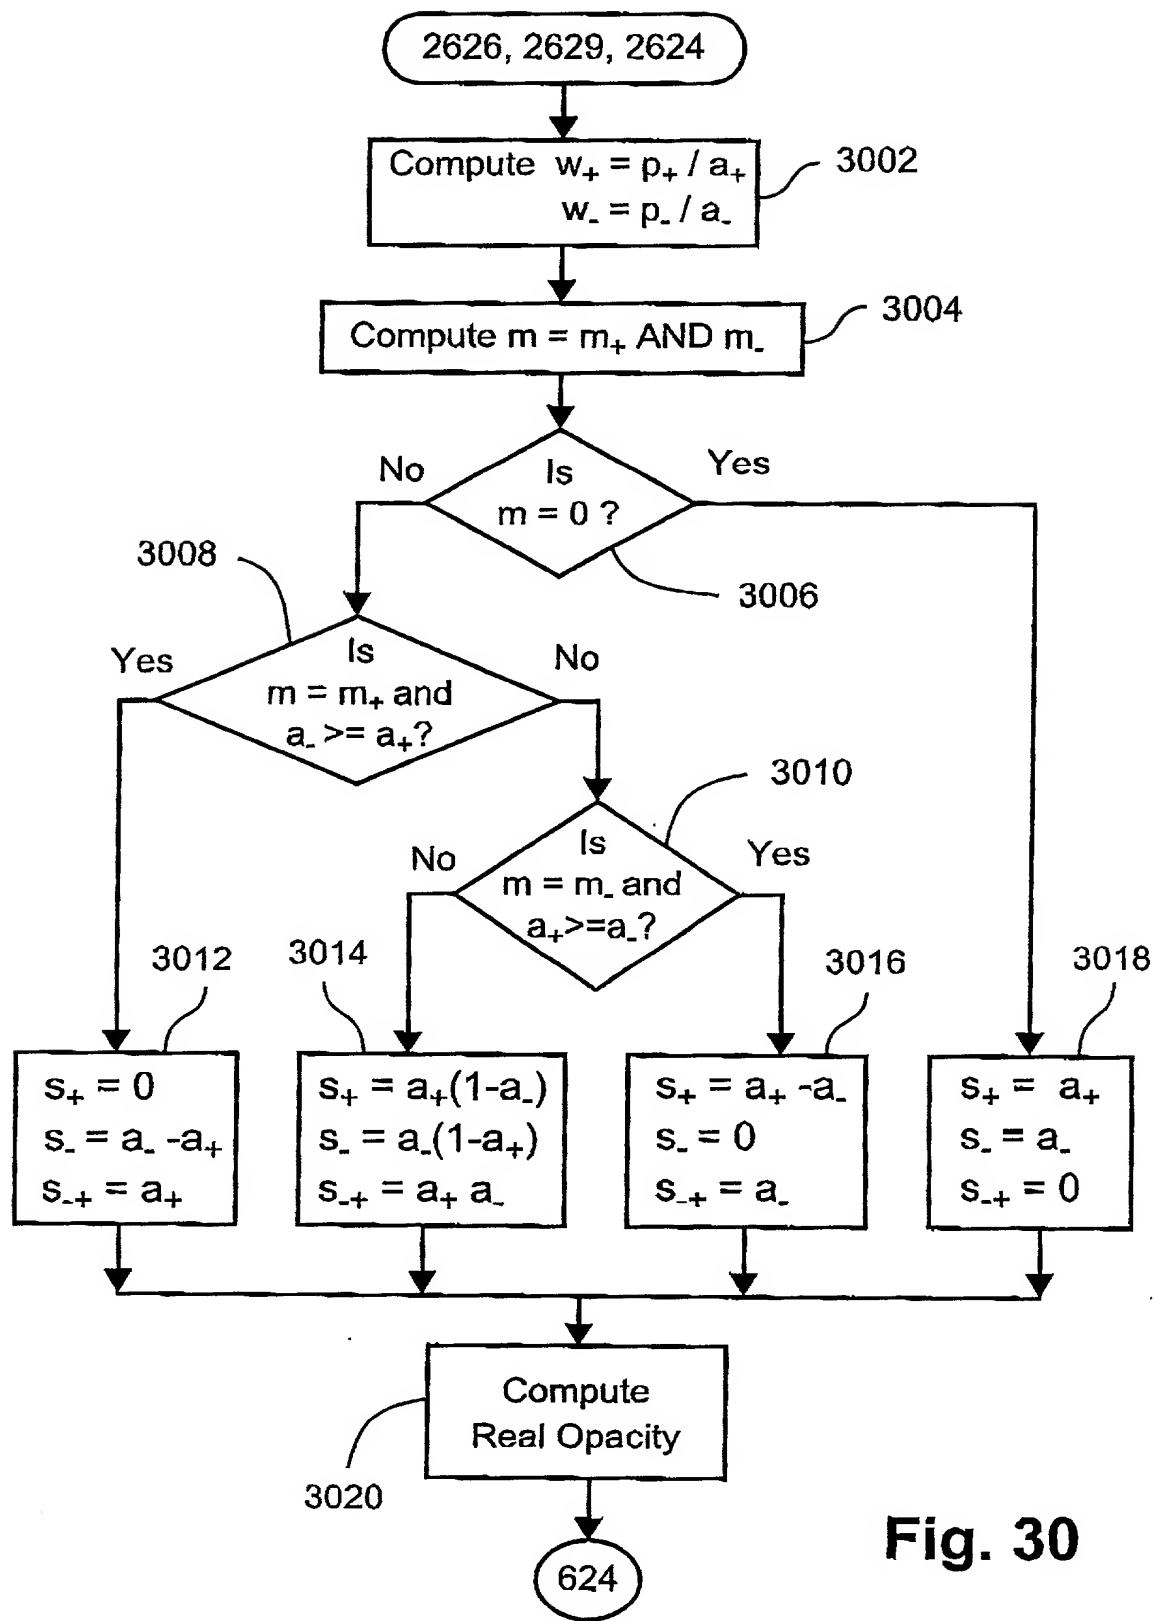 2626, 2629, 2624
Compute w₊ = p₊ / a₊
w₋ = p₋ / a₋
3002
Compute m = m₊ AND m₋
3004
Is
m = 0 ?
No
Yes
3006
3008
Is
m = m₊ and
a₋ >= a₊?
Yes
No
3010
Is
m = m₋ and
a₊>=a₋?
No
Yes
3012
s₊ = 0
s₋ = a₋ -a₊
s₋₊ = a₊
3014
s₊ = a₊(1-a₋)
s₋ = a₋(1-a₊)
s₋₊ = a₊ a₋
3016
s₊ = a₊ -a₋
s₋ = 0
s₋₊ = a₋
3018
s₊ = a₊
s₋ = a₋
s₋₊ = 0
Compute
Real Opacity
3020
624
Fig. 30